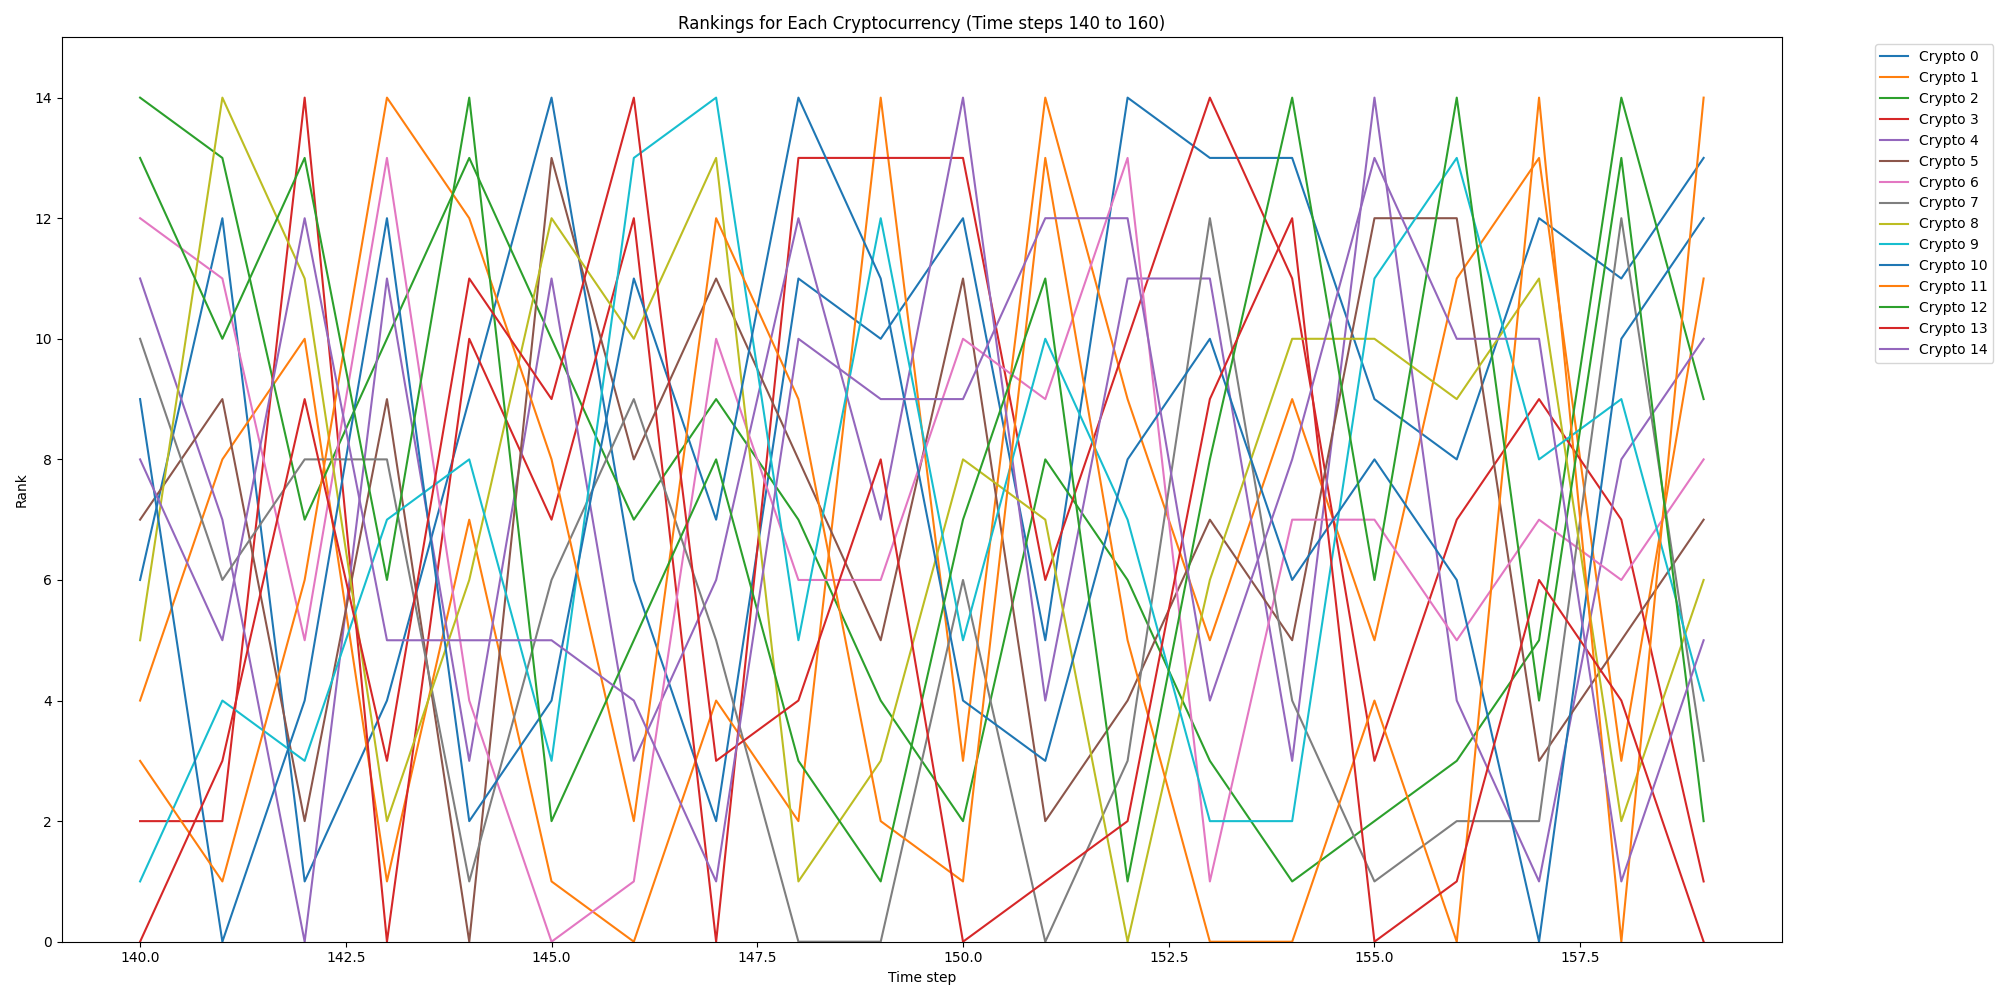 Rankings for Each Cryptocurrency (Time steps 140 to 160)
Rank
14
12
10
8
6
4
2
0
140.0 142.5 145.0 147.5 150.0 152.5 155.0 157.5
Time step
Crypto 0
Crypto 1
Crypto 2
Crypto 3
Crypto 4
Crypto 5
Crypto 6
Crypto 7
Crypto 8
Crypto 9
Crypto 10
Crypto 11
Crypto 12
Crypto 13
Crypto 14